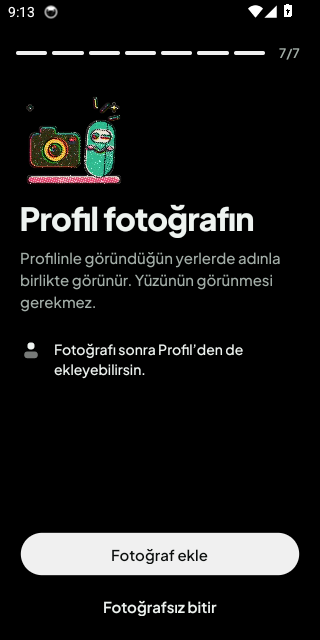 9:13
7/7
Profil fotoğrafın
Profilinle göründüğün yerlerde adınla
birlikte görünür. Yüzünün görünmesi
gerekmez.
Fotoğrafı sonra Profil’den de
ekleyebilirsin.
Fotoğraf ekle
Fotoğrafsız bitir